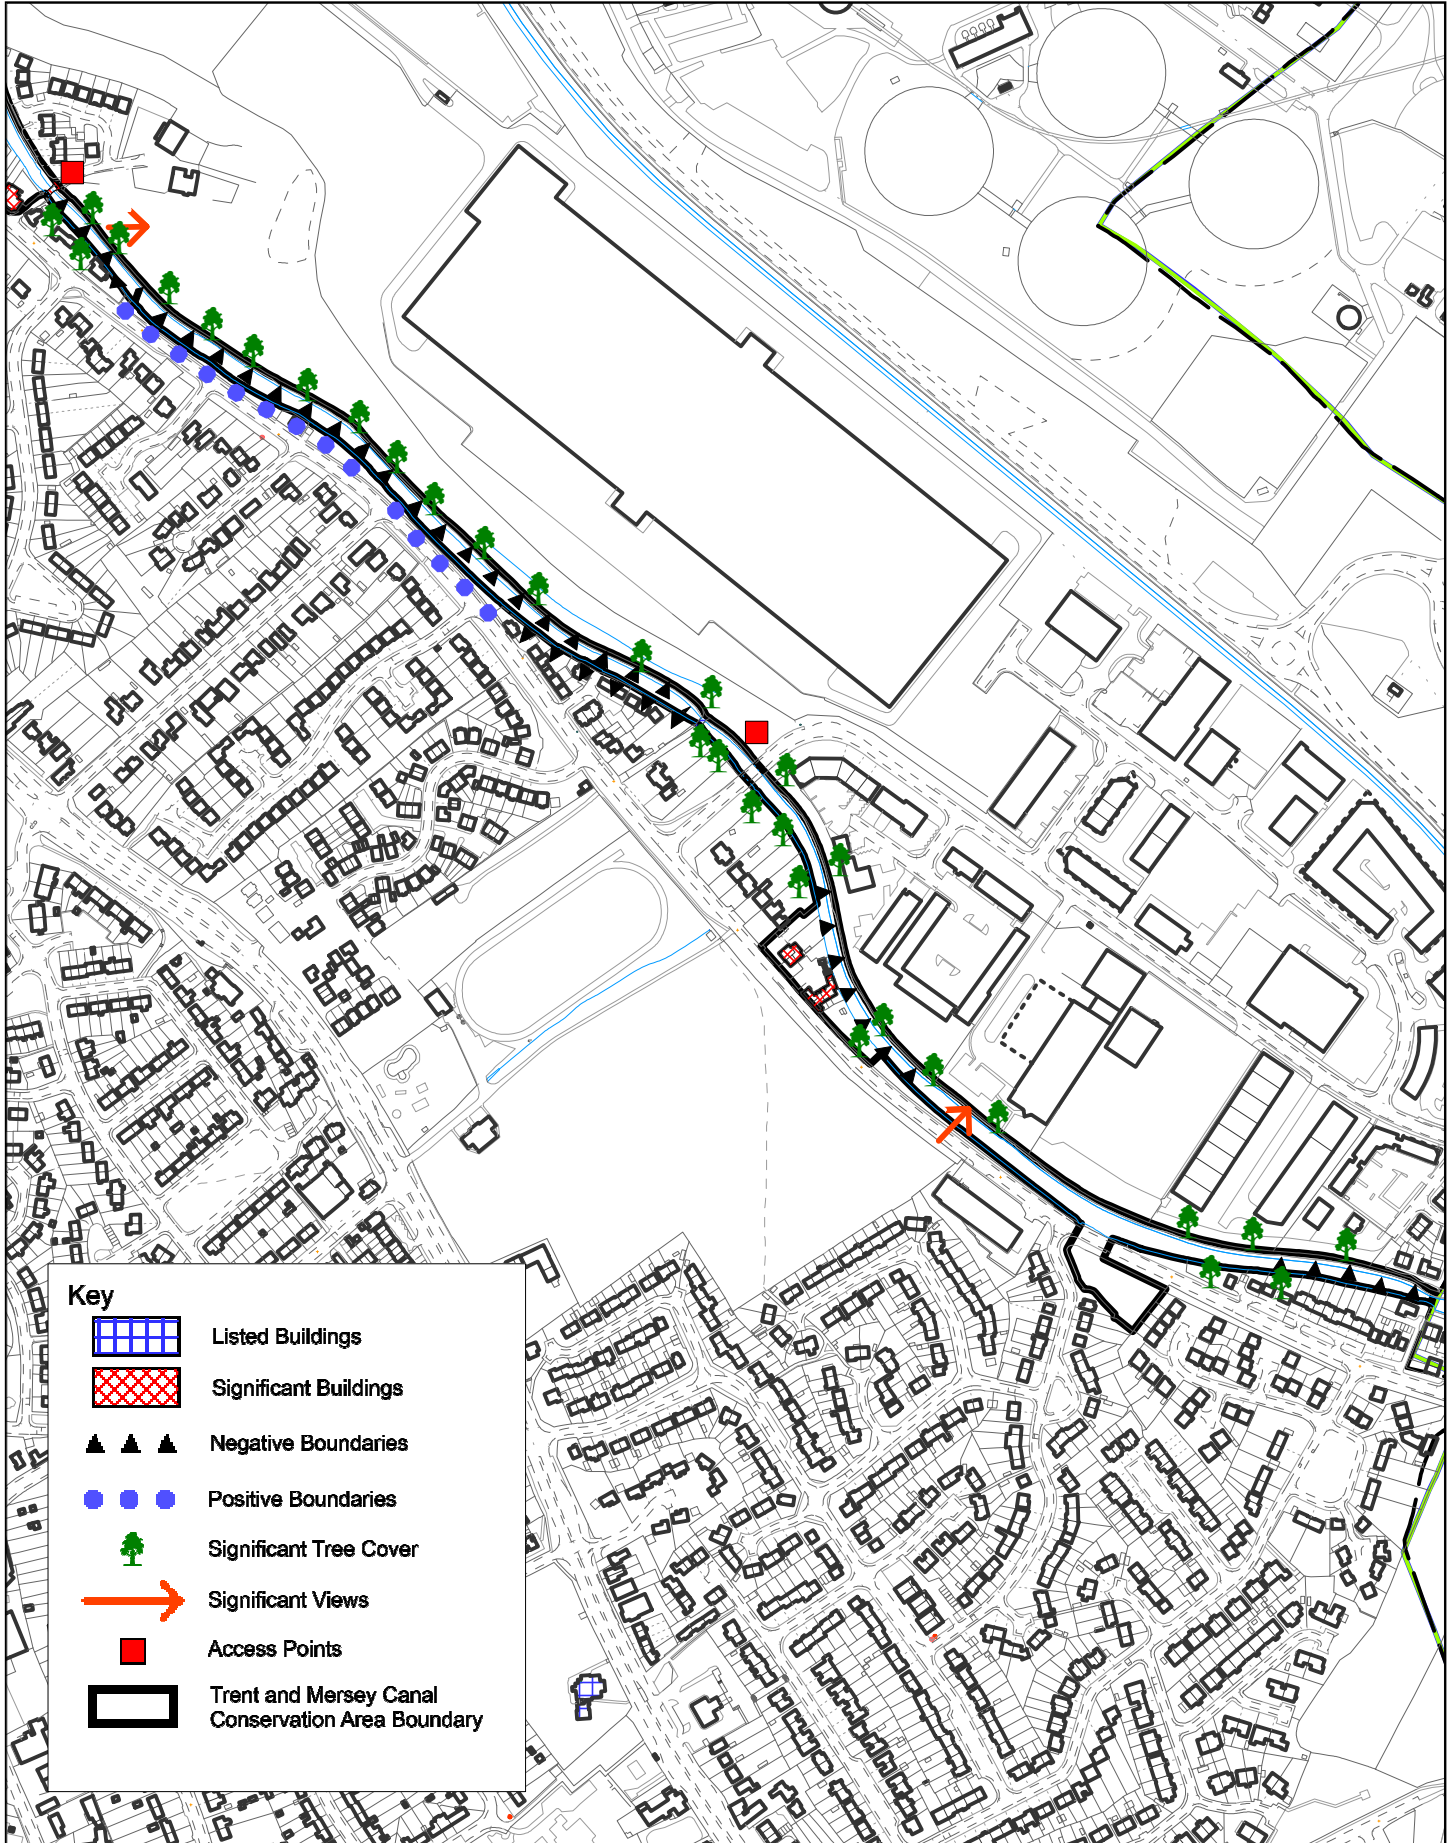 Key
Listed Buildings
Significant Buildings
Negative Boundaries
Positive Boundaries
Significant Tree Cover
Significant Views
Access Points
Trent and Mersey Canal
Conservation Area Boundary